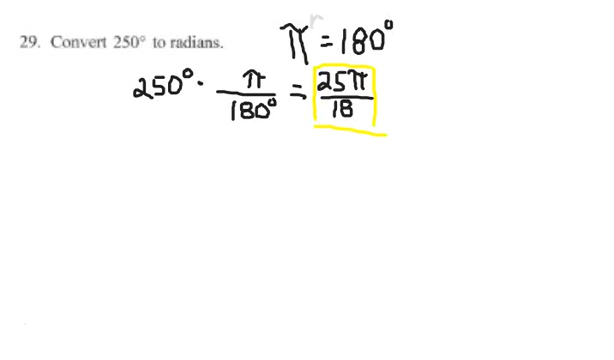 29. Convert 250° to radians.
π^r = 180°
250° · π/180° = 25π/18